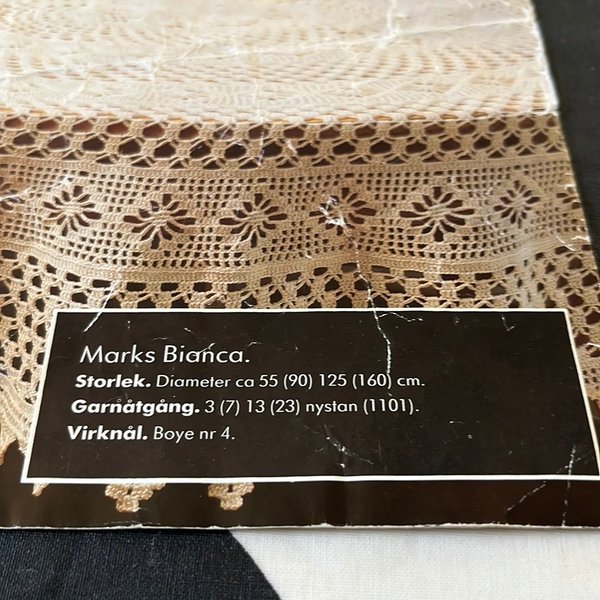 Marks Bianca.
Storlek. Diameter ca 55 (90) 125 (160) cm.
Garnåtgång. 3 (7) 13 (23) nystan (1101).
Virknål. Boye nr 4.